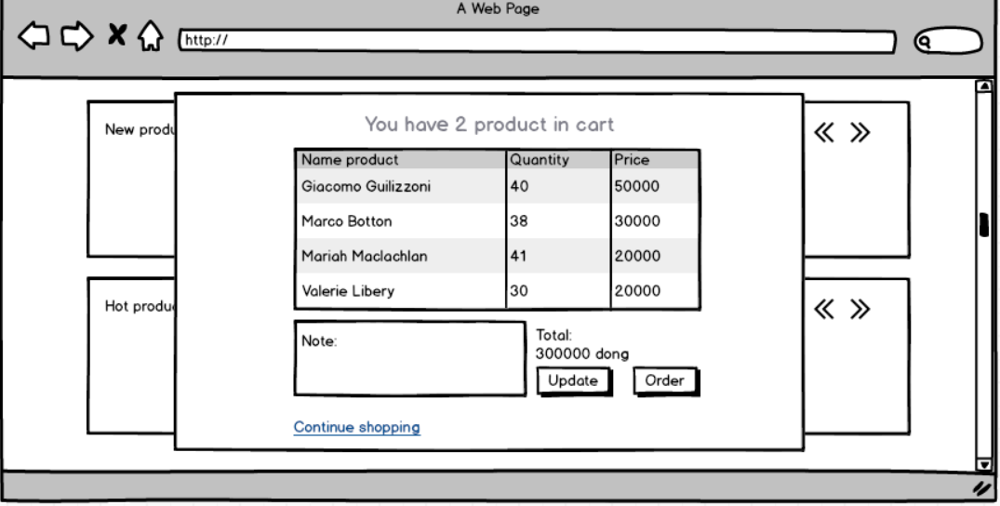 A Web Page
http://
New produ
You have 2 product in cart
Name product Quantity Price
Giacomo Guilizzoni 40 50000
Marco Botton 38 30000
Mariah Maclachlan 41 20000
Valerie Libery 30 20000
Hot produ
Note:
Total:
300000 dong
Update Order
Continue shopping